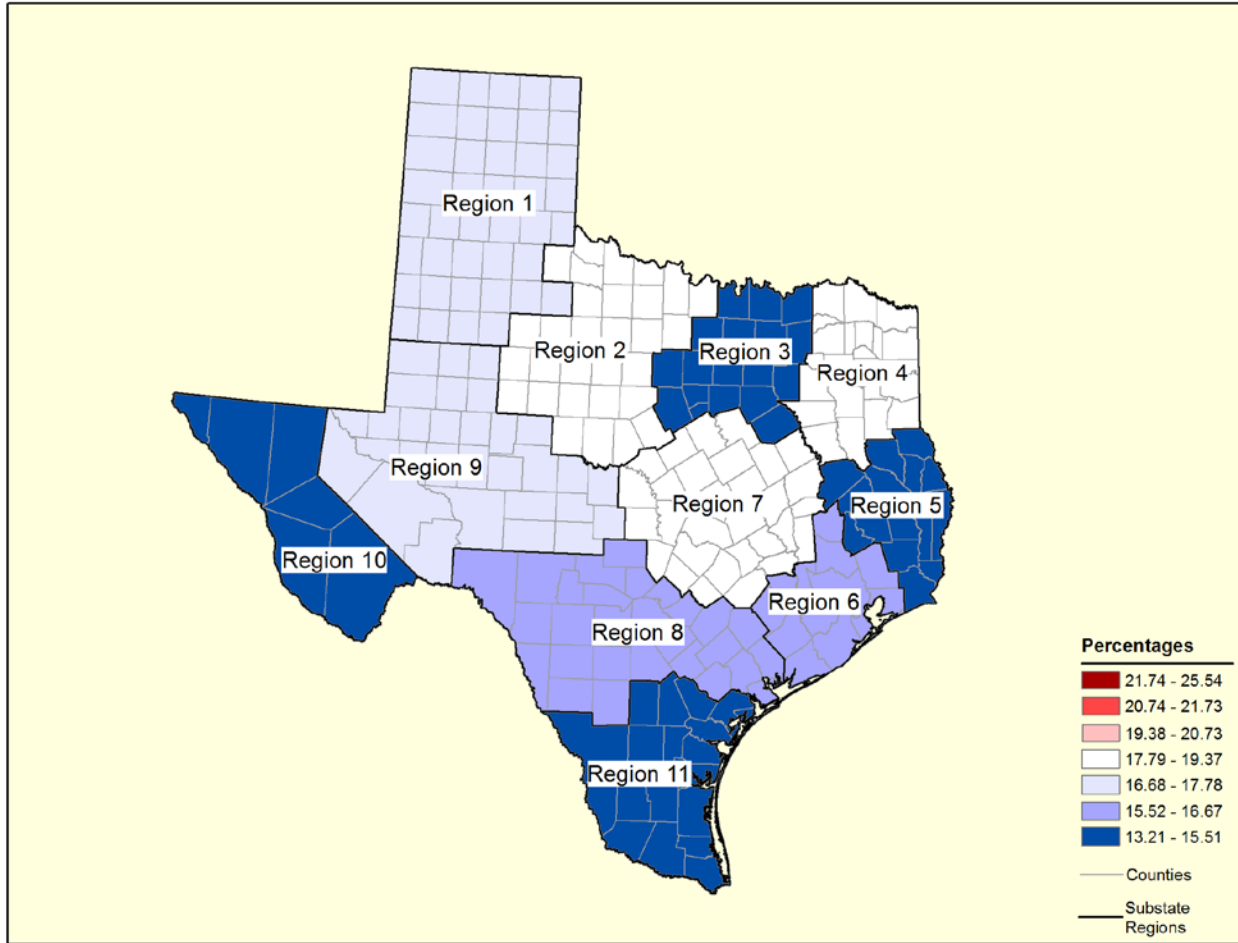 Region 1
Region 2
Region 3
Region 4
Region 9
Region 7
Region 5
Region 10
Region 6
Region 8
Region 11
Percentages
21.74 - 25.54
20.74 - 21.73
19.38 - 20.73
17.79 - 19.37
16.68 - 17.78
15.52 - 16.67
13.21 - 15.51
Counties
Substate
Regions